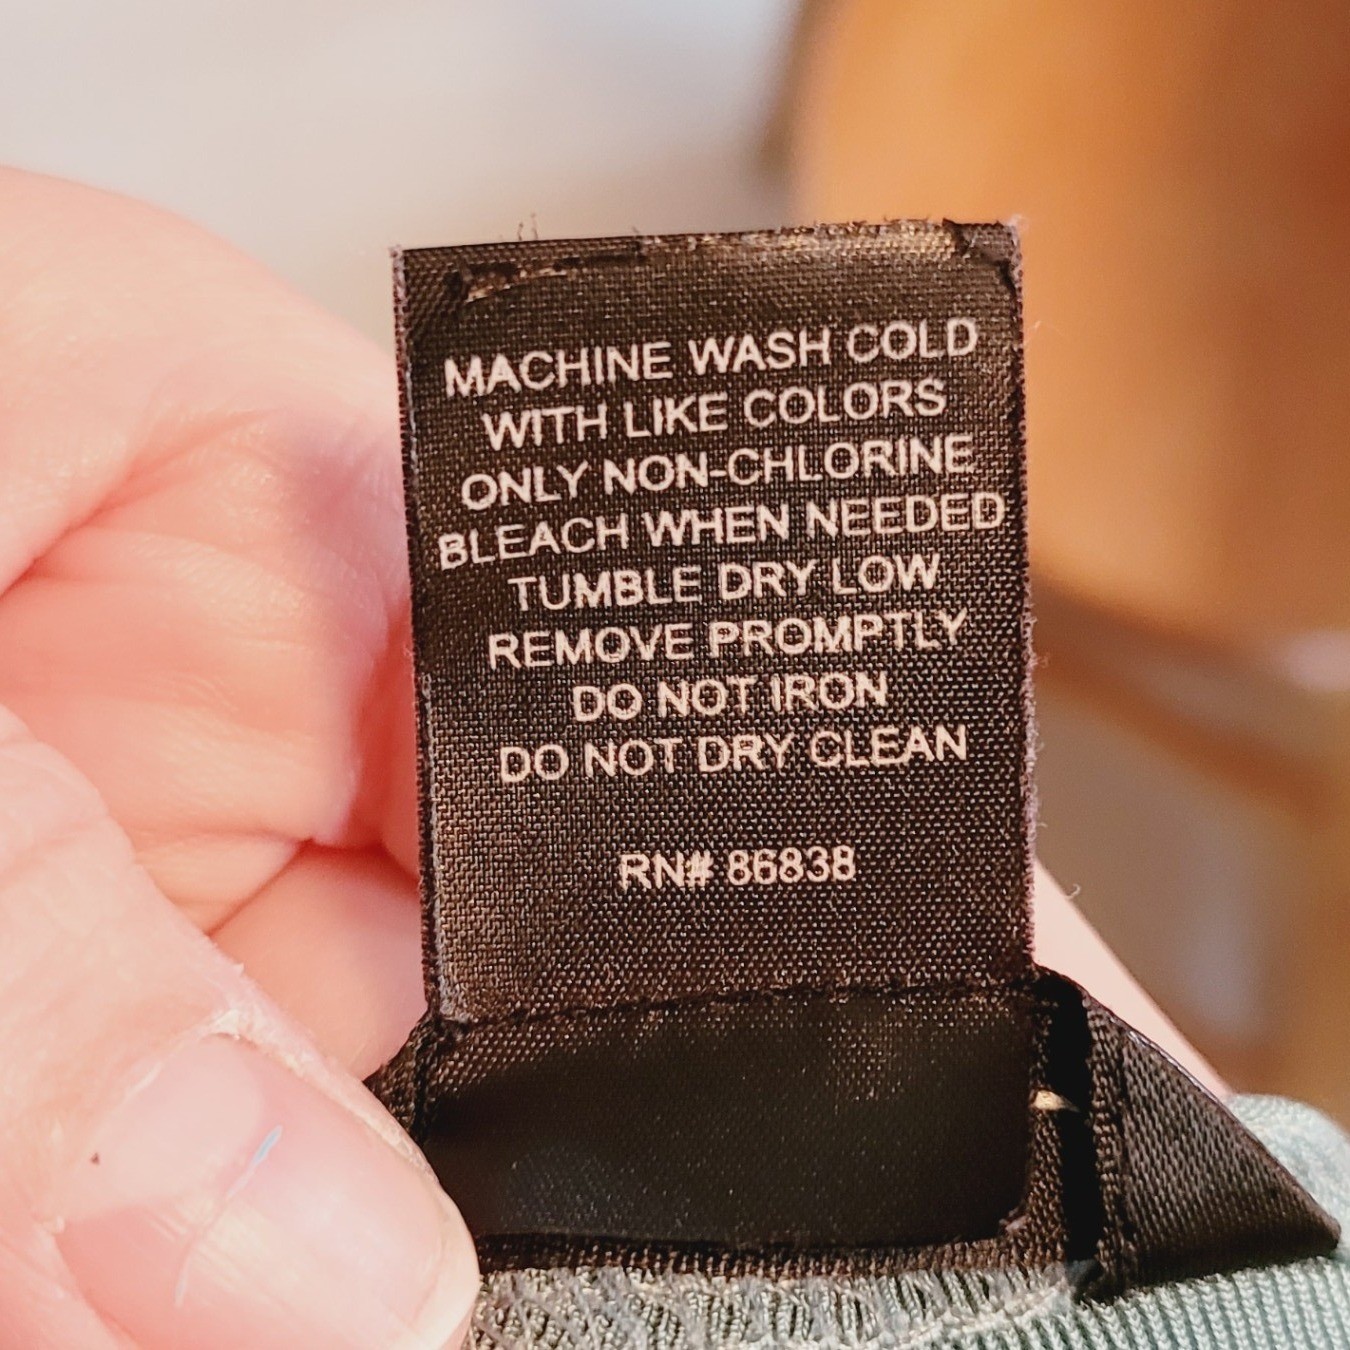 MACHINE WASH COLD
WITH LIKE COLORS
ONLY NON-CHLORINE
BLEACH WHEN NEEDED
TUMBLE DRY LOW
REMOVE PROMPTLY
DO NOT IRON
DO NOT DRY CLEAN
RN# 86838